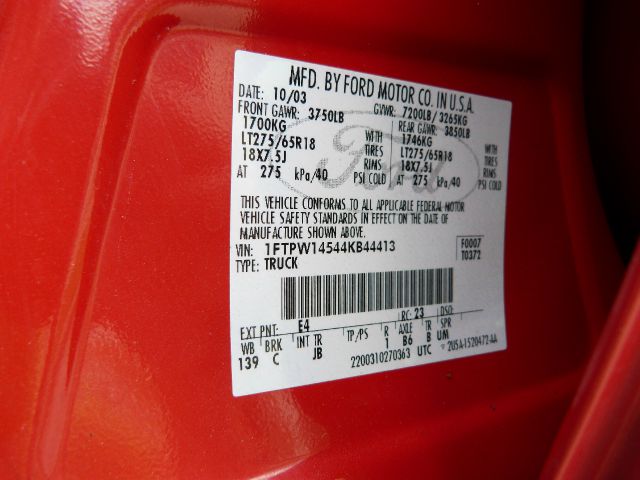 MFD. BY FORD MOTOR CO. IN U.S.A.
DATE: 10/03 GVWR: 7200LB/ 3265KG
FRONT GAWR: 3750LB REAR GAWR: 3850LB
1700KG WITH 1746KG WITH
LT275/65R18 TIRES LT275/65R18 TIRES
18X7.5J RIMS 18X7.5J RIMS
AT 275 kPa/40 PSI COLD AT 275 kPa/40 PSI COLD
Ford
THIS VEHICLE CONFORMS TO ALL APPLICABLE FEDERAL MOTOR
VEHICLE SAFETY STANDARDS IN EFFECT ON THE DATE OF
MANUFACTURE SHOWN ABOVE.
VIN: 1FTPW14544KB44413 F0007
TYPE: TRUCK T0372
EXT PNT: E4 RC: 23 DSO:
WB BRK INT TR TP/PS R AXLE TR SPR
139 C JB 1 B6 B UM
2200310270363 UTC 2U5A-1520472-AA